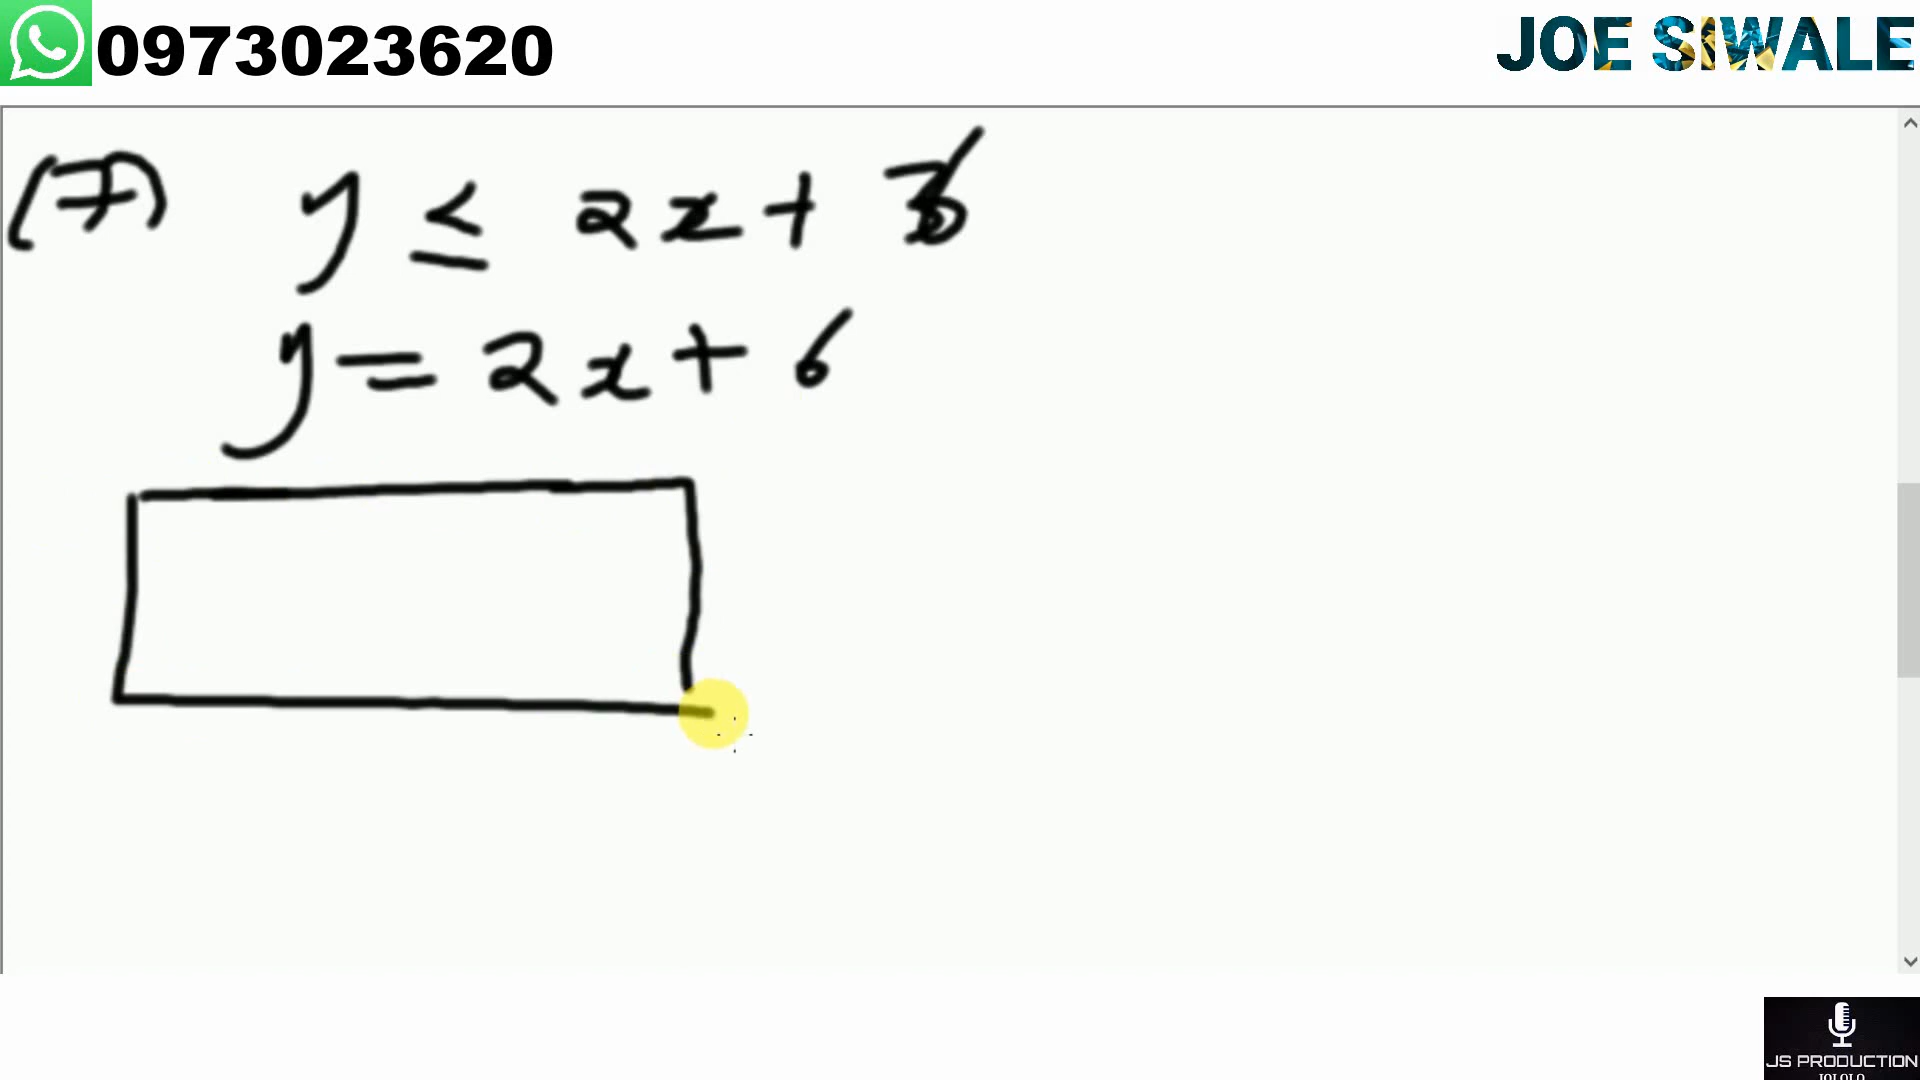 0973023620
JOE SIWALE
(7) y ≤ 2x + 6
y = 2x + 6
JS PRODUCTION